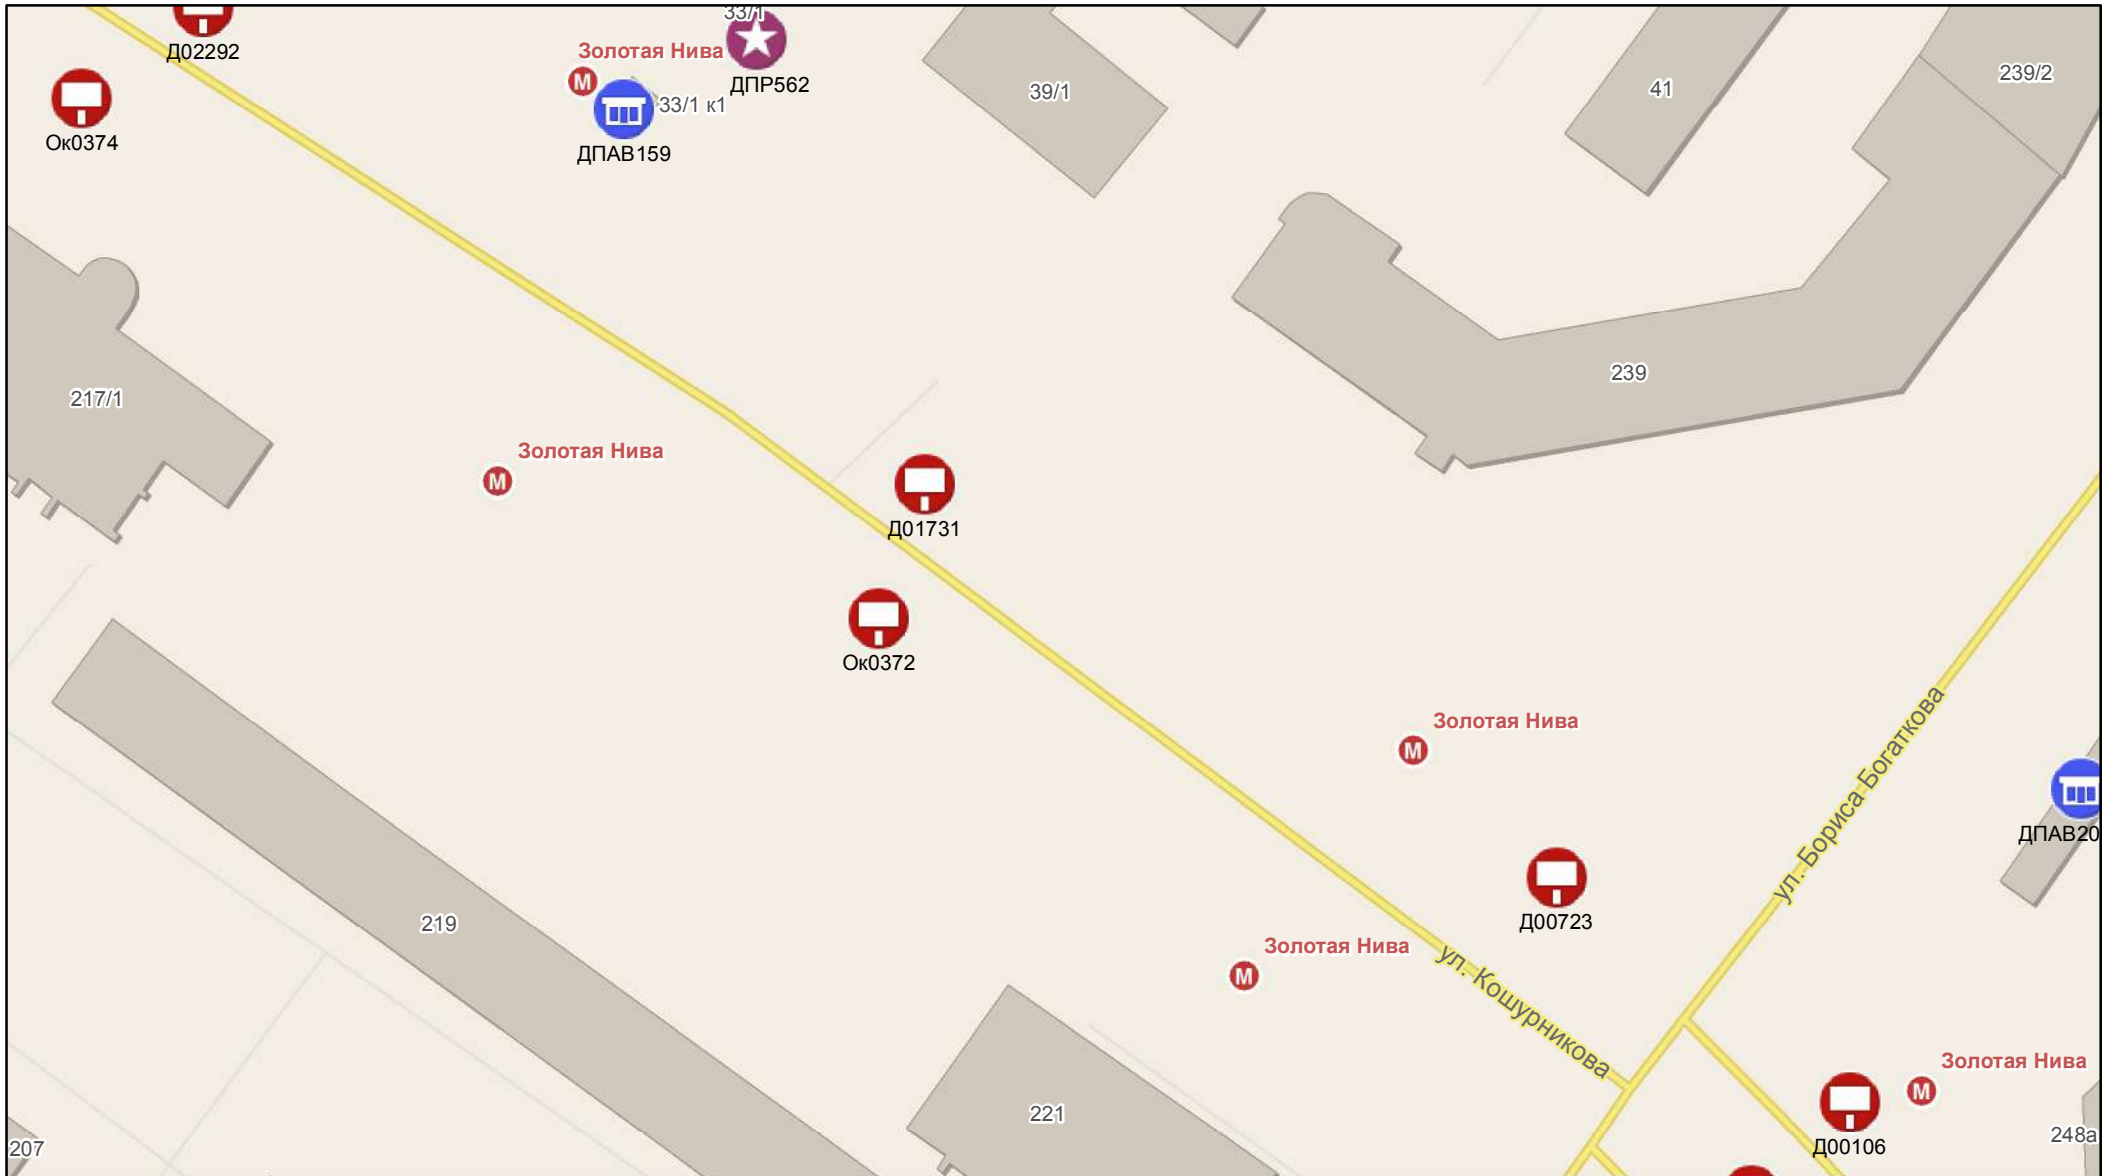 33/1
Д02292
Золотая Нива
ДПР562
239/2
41
39/1
33/1 к1
Ок0374
ДПАВ159
239
217/1
Золотая Нива
Д01731
Ок0372
Золотая Нива
ул. Бориса Богаткова
ДПАВ20
219
Д00723
Золотая Нива
ул. Кошурникова
Золотая Нива
221
248а
Д00106
207